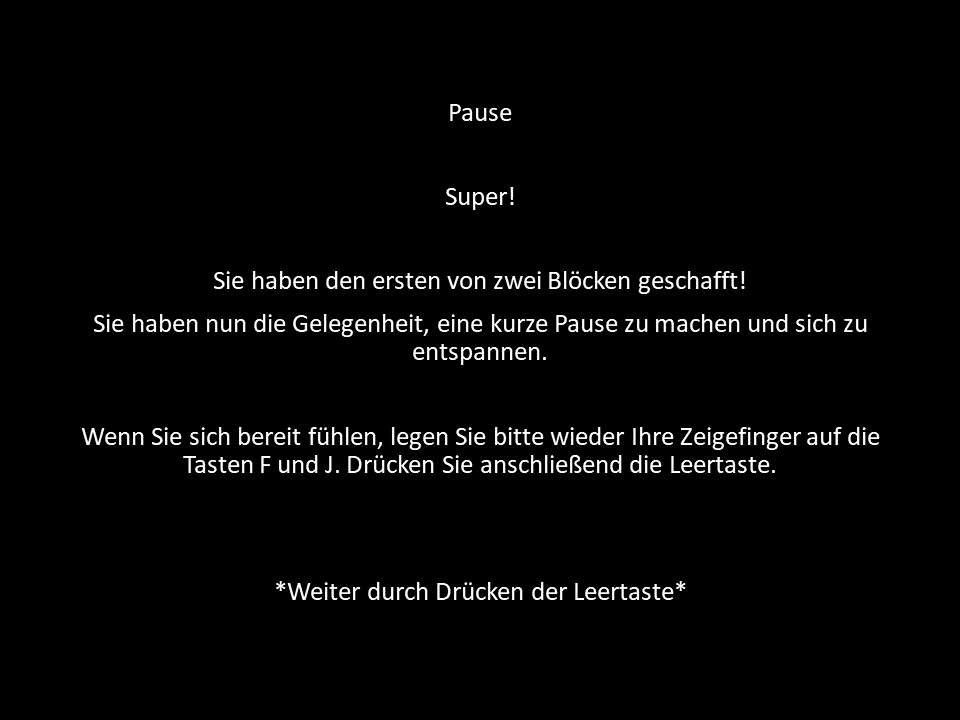 Pause
Super!
Sie haben den ersten von zwei Blöcken geschafft!
Sie haben nun die Gelegenheit, eine kurze Pause zu machen und sich zu
entspannen.
Wenn Sie sich bereit fühlen, legen Sie bitte wieder Ihre Zeigefinger auf die
Tasten F und J. Drücken Sie anschließend die Leertaste.
*Weiter durch Drücken der Leertaste*